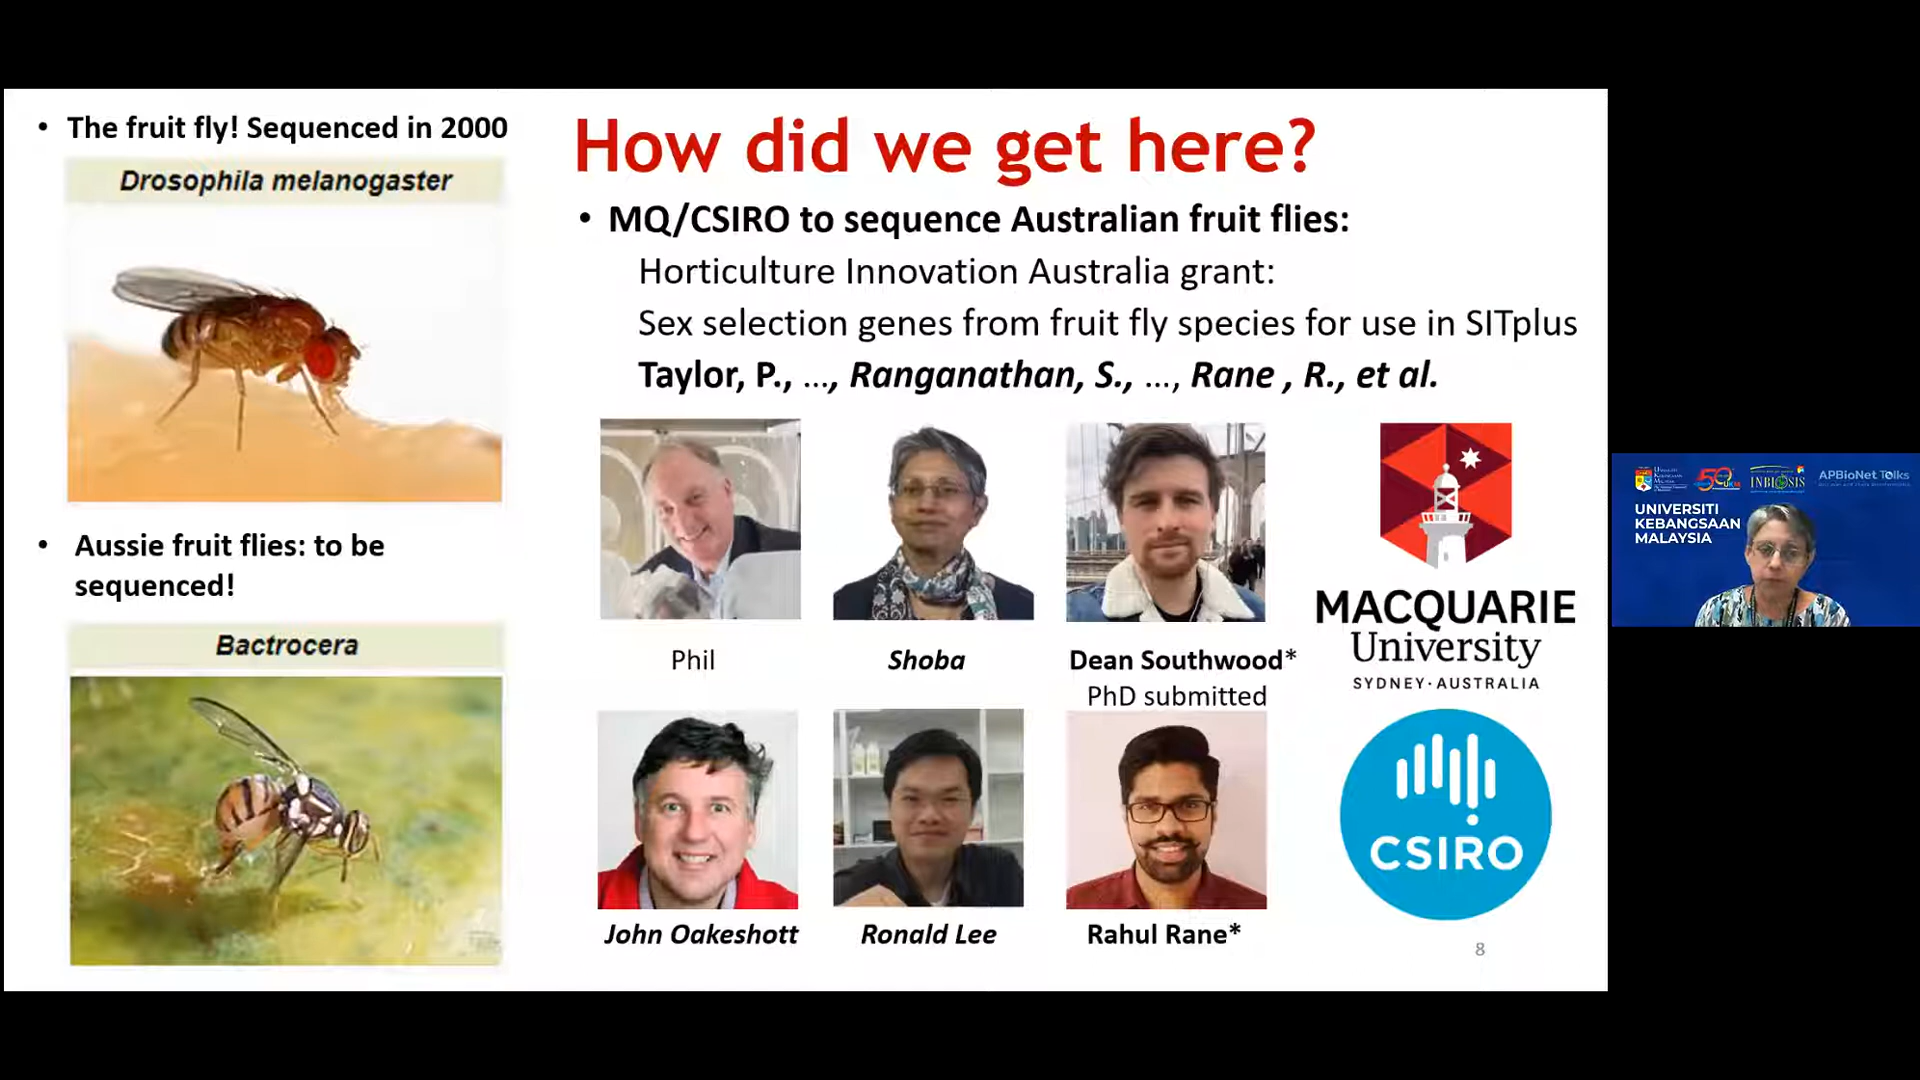 • The fruit fly! Sequenced in 2000
Drosophila melanogaster
• Aussie fruit flies: to be
sequenced!
Bactrocera
How did we get here?
• MQ/CSIRO to sequence Australian fruit flies:
Horticulture Innovation Australia grant:
Sex selection genes from fruit fly species for use in SITplus
Taylor, P., ..., Ranganathan, S., ..., Rane , R., et al.
Phil
Shoba
Dean Southwood*
PhD submitted
John Oakeshott
Ronald Lee
Rahul Rane*
MACQUARIE
University
SYDNEY·AUSTRALIA
CSIRO
8
INBIOSIS
APBioNet Talks
UNIVERSITI
KEBANGSAAN
MALAYSIA